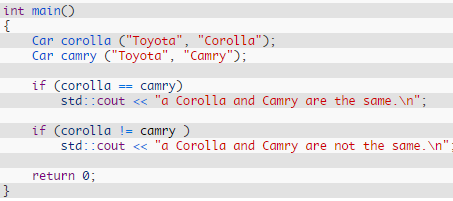 int main()
{
    Car corolla ("Toyota", "Corolla");
    Car camry ("Toyota", "Camry");

    if (corolla == camry)
        std::cout << "a Corolla and Camry are the same.\n";

    if (corolla != camry )
        std::cout << "a Corolla and Camry are not the same.\n";

    return 0;
}